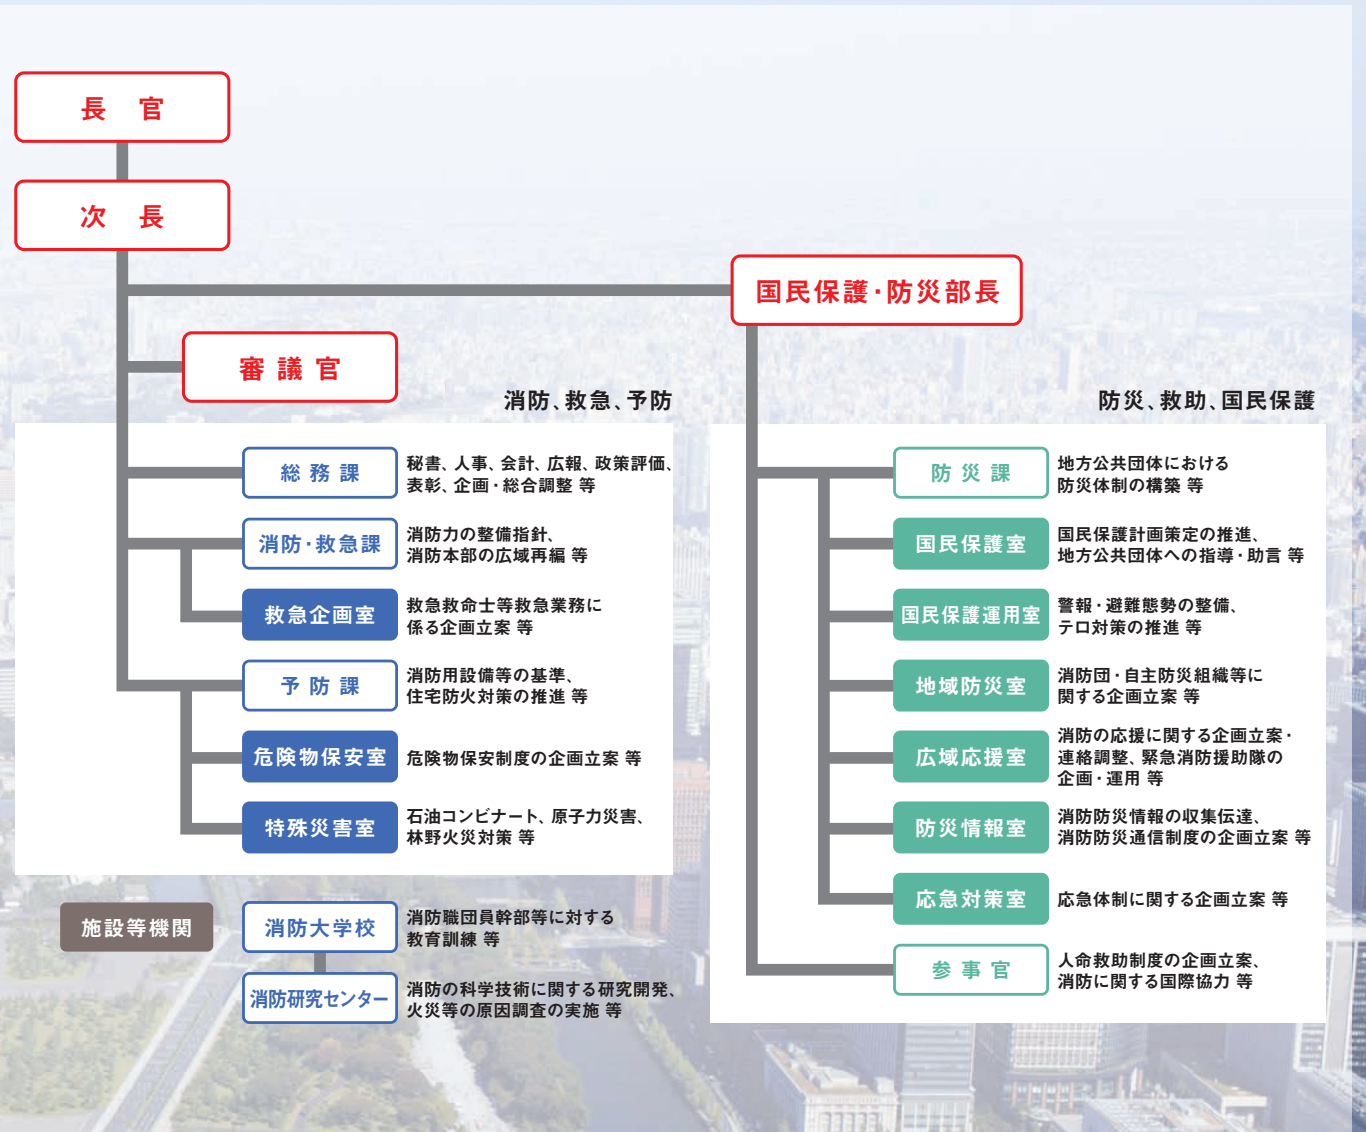 長 官
次 長
国民保護・防災部長
審議官
消防、救急、予防
総務課
秘書、人事、会計、広報、政策評価、
表彰、企画・総合調整 等
消防・救急課
消防力の整備指針、
消防本部の広域再編 等
救急企画室
救急救命士等救急業務に
係る企画立案 等
予防課
消防用設備等の基準、
住宅防火対策の推進 等
危険物保安室
危険物保安制度の企画立案 等
特殊災害室
石油コンビナート、原子力災害、
林野火災対策 等
施設等機関
消防大学校
消防職団員幹部等に対する
教育訓練 等
消防研究センター
消防の科学技術に関する研究開発、
火災等の原因調査の実施 等
防災、救助、国民保護
防災課
地方公共団体における
防災体制の構築 等
国民保護室
国民保護計画策定の推進、
地方公共団体への指導・助言 等
国民保護運用室
警報・避難態勢の整備、
テロ対策の推進 等
地域防災室
消防団・自主防災組織等に
関する企画立案 等
広域応援室
消防の応援に関する企画立案・
連絡調整、緊急消防援助隊の
企画・運用 等
防災情報室
消防防災情報の収集伝達、
消防防災通信制度の企画立案 等
応急対策室
応急体制に関する企画立案 等
参事官
人命救助制度の企画立案、
消防に関する国際協力 等